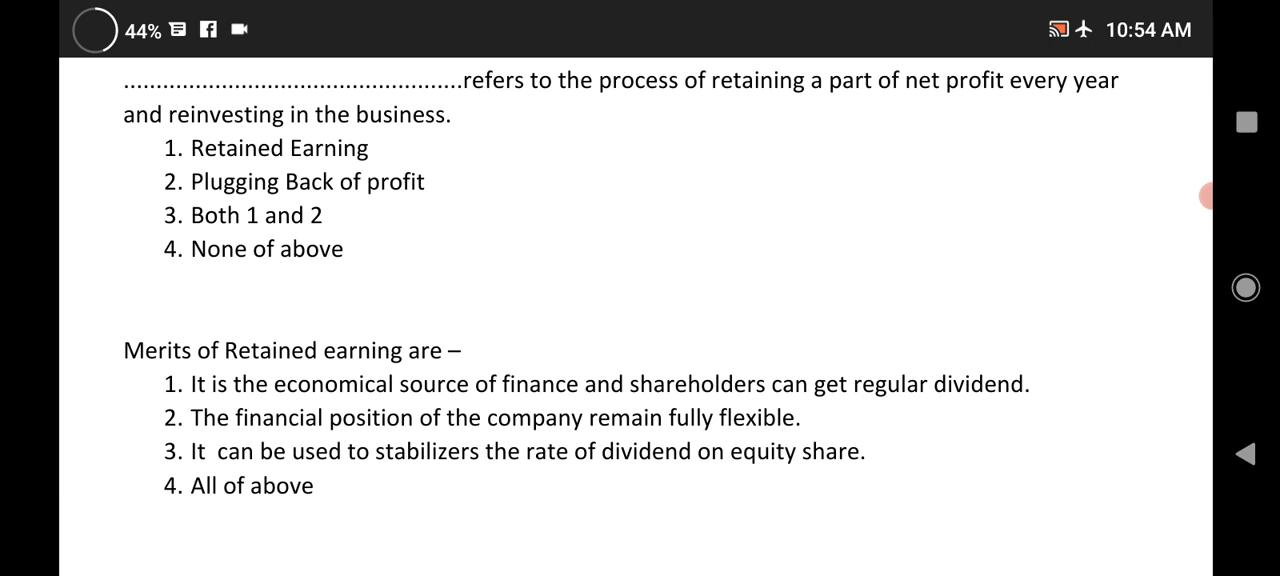 44% 10:54 AM
....................................................refers to the process of retaining a part of net profit every year
and reinvesting in the business.
1. Retained Earning
2. Plugging Back of profit
3. Both 1 and 2
4. None of above
Merits of Retained earning are –
1. It is the economical source of finance and shareholders can get regular dividend.
2. The financial position of the company remain fully flexible.
3. It  can be used to stabilizers the rate of dividend on equity share.
4. All of above